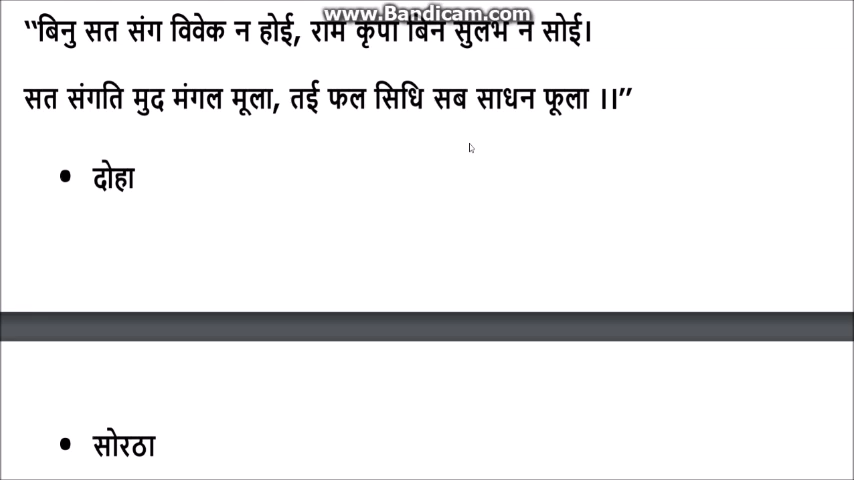 www.Bandicam.com
“बिनु सत संग विवेक न होई, राम कृपा बिन सुलभ न सोई।
सत संगति मुद मंगल मूला, तई फल सिधि सब साधन फूला ।।”
• दोहा
• सोरठा